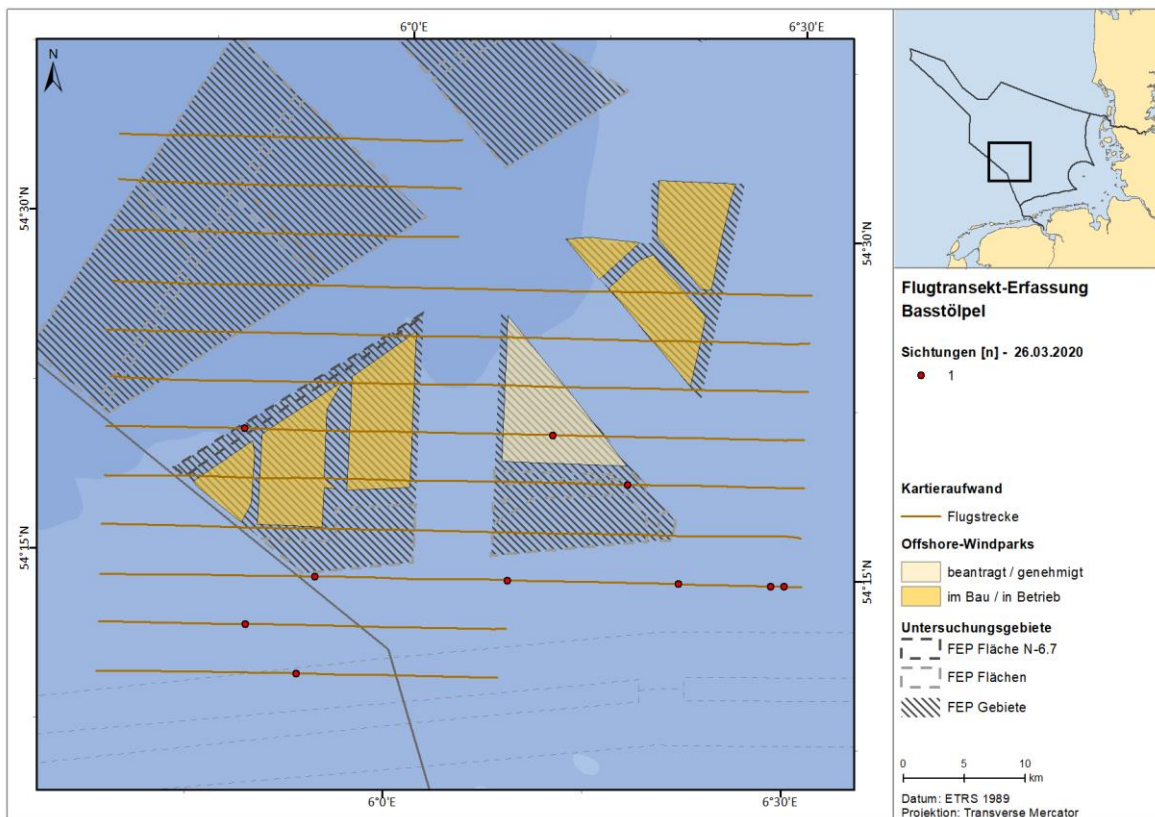 6°0'E
6°30'E
N
54°30'N
54°30'N
54°15'N
54°15'N
6°0'E
6°30'E
Flugtransekt-Erfassung
Basstölpel
Sichtungen [n] - 26.03.2020
1
Kartieraufwand
Flugstrecke
Offshore-Windparks
beantragt / genehmigt
im Bau / in Betrieb
Untersuchungsgebiete
FEP Fläche N-6.7
FEP Flächen
FEP Gebiete
0 5 10
km
Datum: ETRS 1989
Projektion: Transverse Mercator